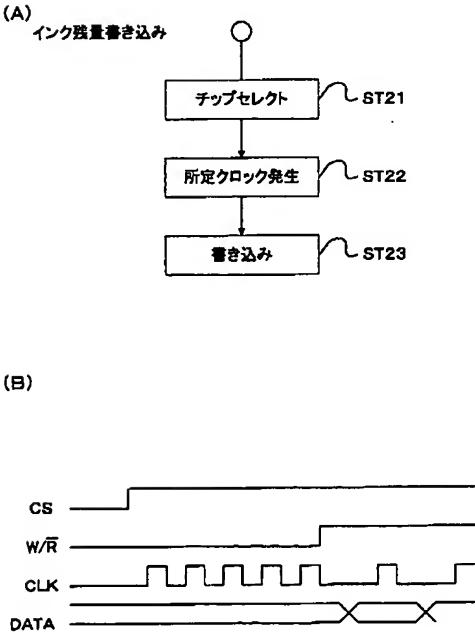 (A)
インク残量書き込み
チップセレクト ST21
所定クロック発生 ST22
書き込み ST23
(B)
CS
W/R̅
CLK
DATA